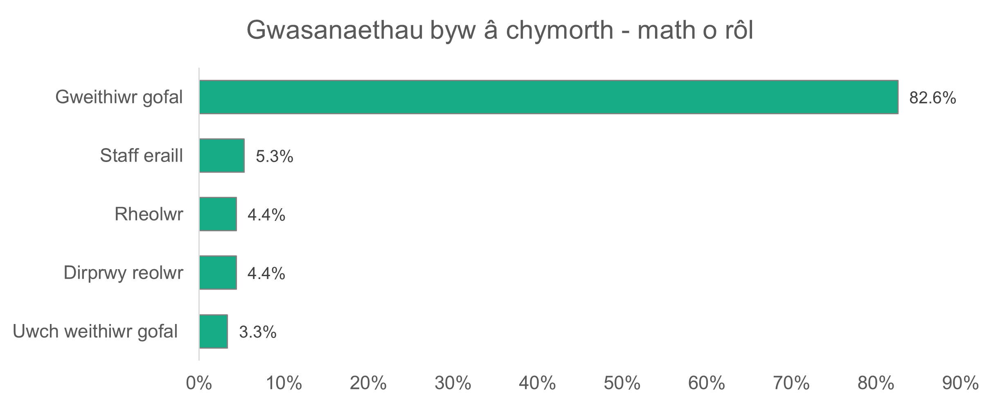 Gwasanaethau byw â chymorth - math o rôl
Gweithiwr gofal
82.6%
Staff eraill
5.3%
Rheolwr
4.4%
Dirprwy reolwr
4.4%
Uwch weithiwr gofal
3.3%
0% 10% 20% 30% 40% 50% 60% 70% 80% 90%